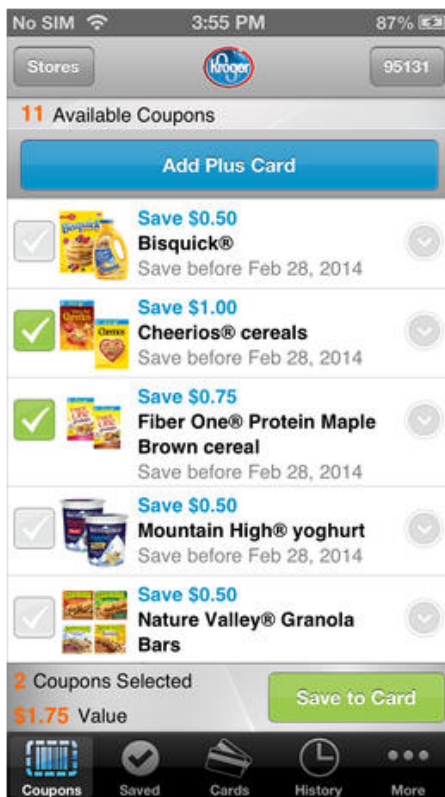 No SIM 3:55 PM 87%
Stores Kroger 95131
11 Available Coupons
Add Plus Card
Save $0.50
Bisquick®
Save before Feb 28, 2014
Save $1.00
Cheerios® cereals
Save before Feb 28, 2014
Save $0.75
Fiber One® Protein Maple
Brown cereal
Save before Feb 28, 2014
Save $0.50
Mountain High® yoghurt
Save before Feb 28, 2014
Save $0.50
Nature Valley® Granola
Bars
2 Coupons Selected
$1.75 Value
Save to Card
Coupons Saved Cards History More